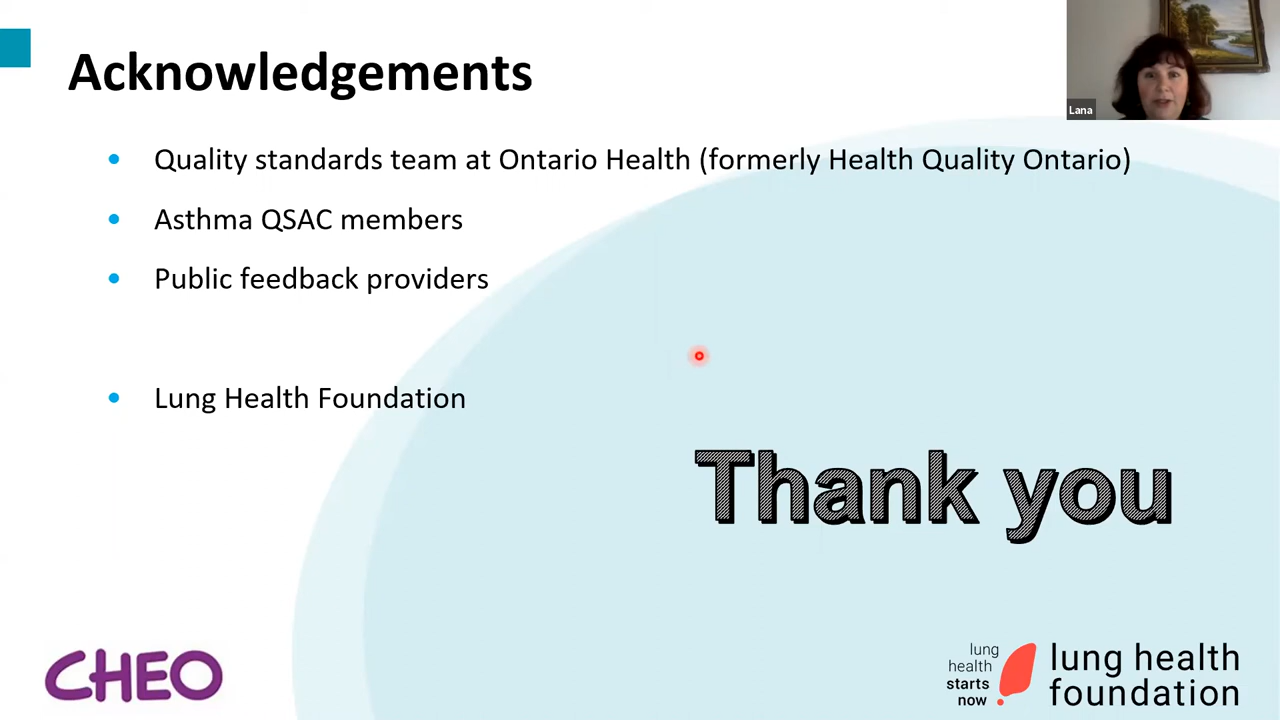 Acknowledgements
Lana
• Quality standards team at Ontario Health (formerly Health Quality Ontario)
• Asthma QSAC members
• Public feedback providers
• Lung Health Foundation
Thank you
CHEO
lung
health
starts
now
lung health
foundation